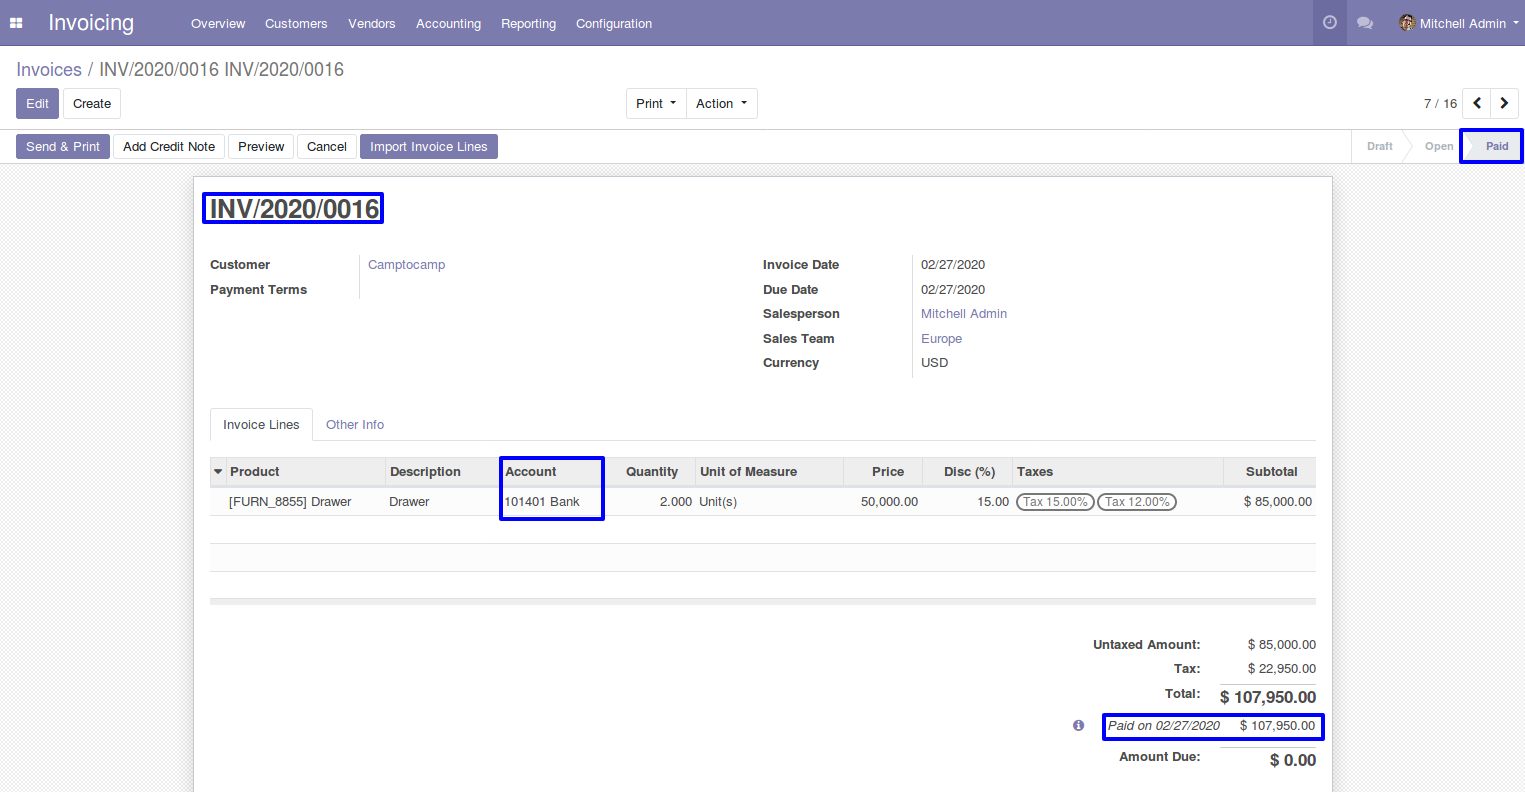 Invoicing Overview Customers Vendors Accounting Reporting Configuration Mitchell Admin
Invoices / INV/2020/0016 INV/2020/0016
Edit Create Print Action 7 / 16
Send & Print Add Credit Note Preview Cancel Import Invoice Lines Draft Open Paid
INV/2020/0016
Customer Camptocamp Invoice Date 02/27/2020
Payment Terms Due Date 02/27/2020
Salesperson Mitchell Admin
Sales Team Europe
Currency USD
Invoice Lines Other Info
Product Description Account Quantity Unit of Measure Price Disc (%) Taxes Subtotal
[FURN_8855] Drawer Drawer 101401 Bank 2.000 Unit(s) 50,000.00 15.00 Tax 15.00% Tax 12.00% $ 85,000.00
Untaxed Amount: $ 85,000.00
Tax: $ 22,950.00
Total: $ 107,950.00
Paid on 02/27/2020 $ 107,950.00
Amount Due: $ 0.00